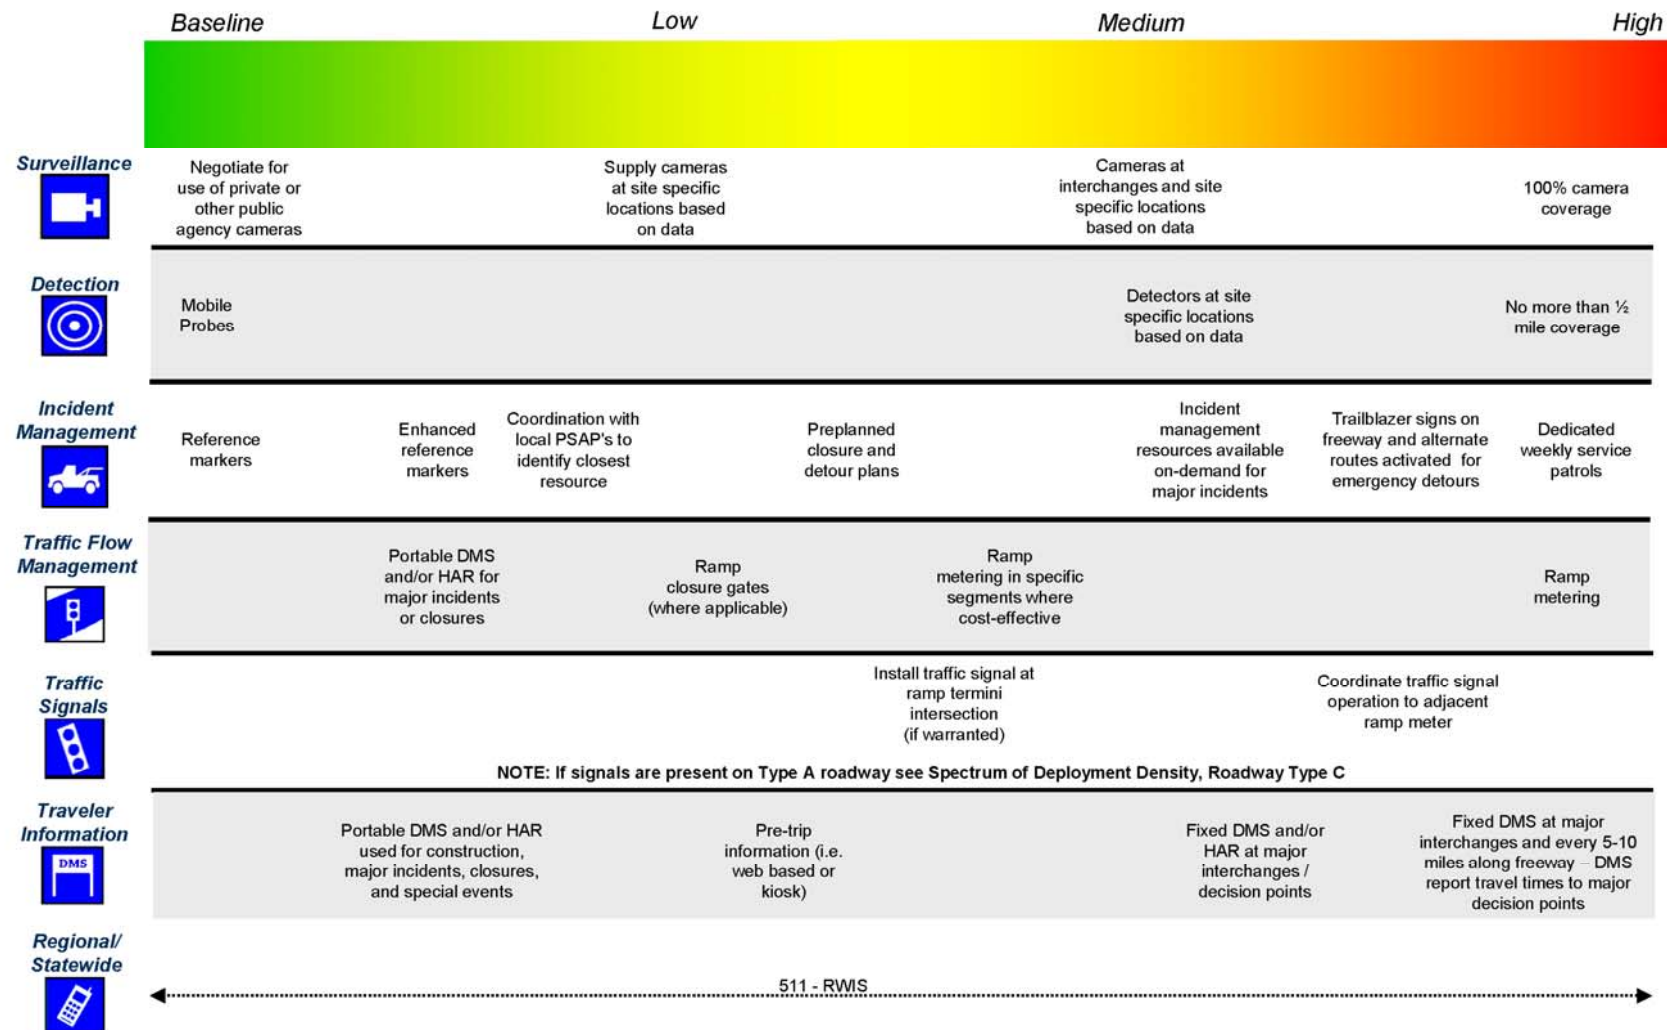 Baseline
Low
Medium
High
Surveillance
Negotiate for
use of private or
other public
agency cameras
Supply cameras
at site specific
locations based
on data
Cameras at
interchanges and site
specific locations
based on data
100% camera
coverage
Detection
Mobile
Probes
Detectors at site
specific locations
based on data
No more than ½
mile coverage
Incident
Management
Reference
markers
Enhanced
reference
markers
Coordination with
local PSAP's to
identify closest
resource
Preplanned
closure and
detour plans
Incident
management
resources available
on-demand for
major incidents
Trailblazer signs on
freeway and alternate
routes activated for
emergency detours
Dedicated
weekly service
patrols
Traffic Flow
Management
Portable DMS
and/or HAR for
major incidents
or closures
Ramp
closure gates
(where applicable)
Ramp
metering in specific
segments where
cost-effective
Ramp
metering
Traffic
Signals
Install traffic signal at
ramp termini
intersection
(if warranted)
Coordinate traffic signal
operation to adjacent
ramp meter
NOTE: If signals are present on Type A roadway see Spectrum of Deployment Density, Roadway Type C
Traveler
Information
DMS
Portable DMS and/or HAR
used for construction,
major incidents, closures,
and special events
Pre-trip
information (i.e.
web based or
kiosk)
Fixed DMS and/or
HAR at major
interchanges /
decision points
Fixed DMS at major
interchanges and every 5-10
miles along freeway – DMS
report travel times to major
decision points
Regional/
Statewide
511 - RWIS